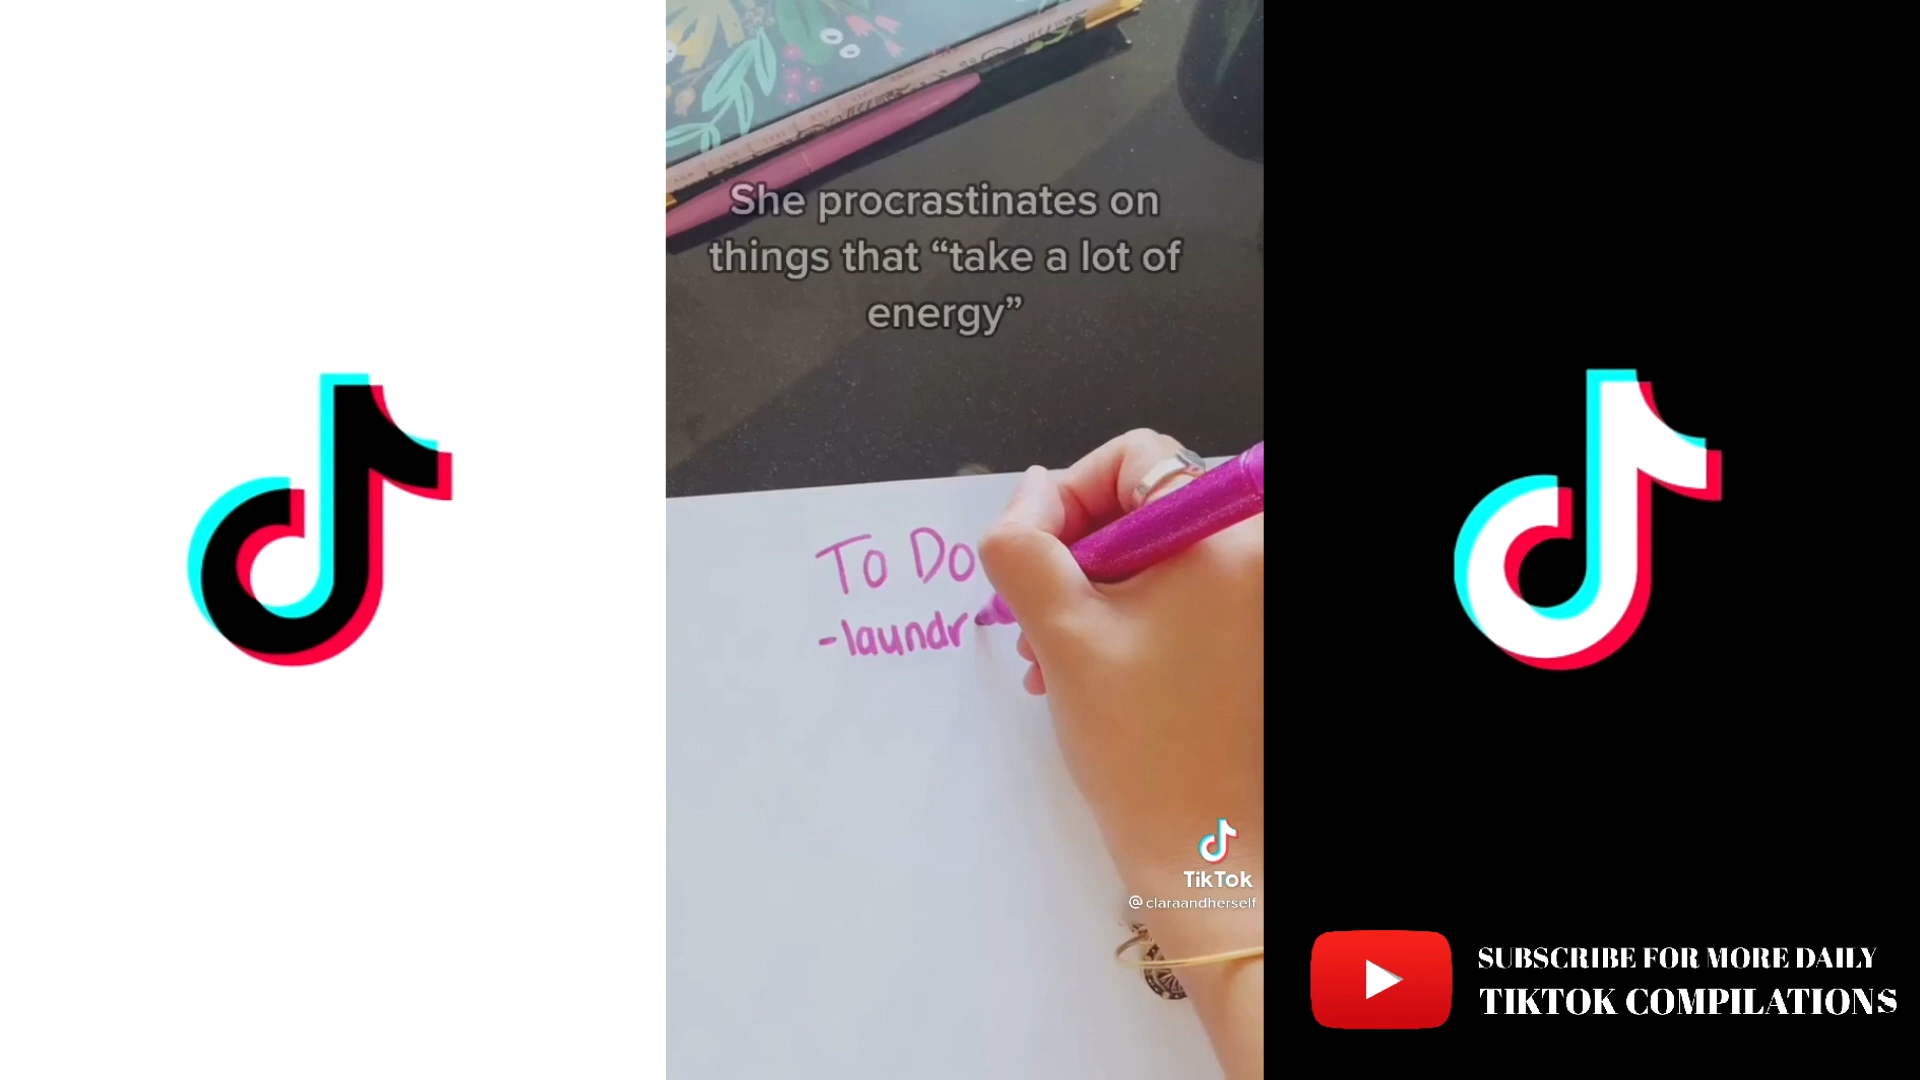 She procrastinates on
things that “take a lot of
energy”
To Do
-laundr
TikTok
@claraandherself
SUBSCRIBE FOR MORE DAILY
TIKTOK COMPILATIONS